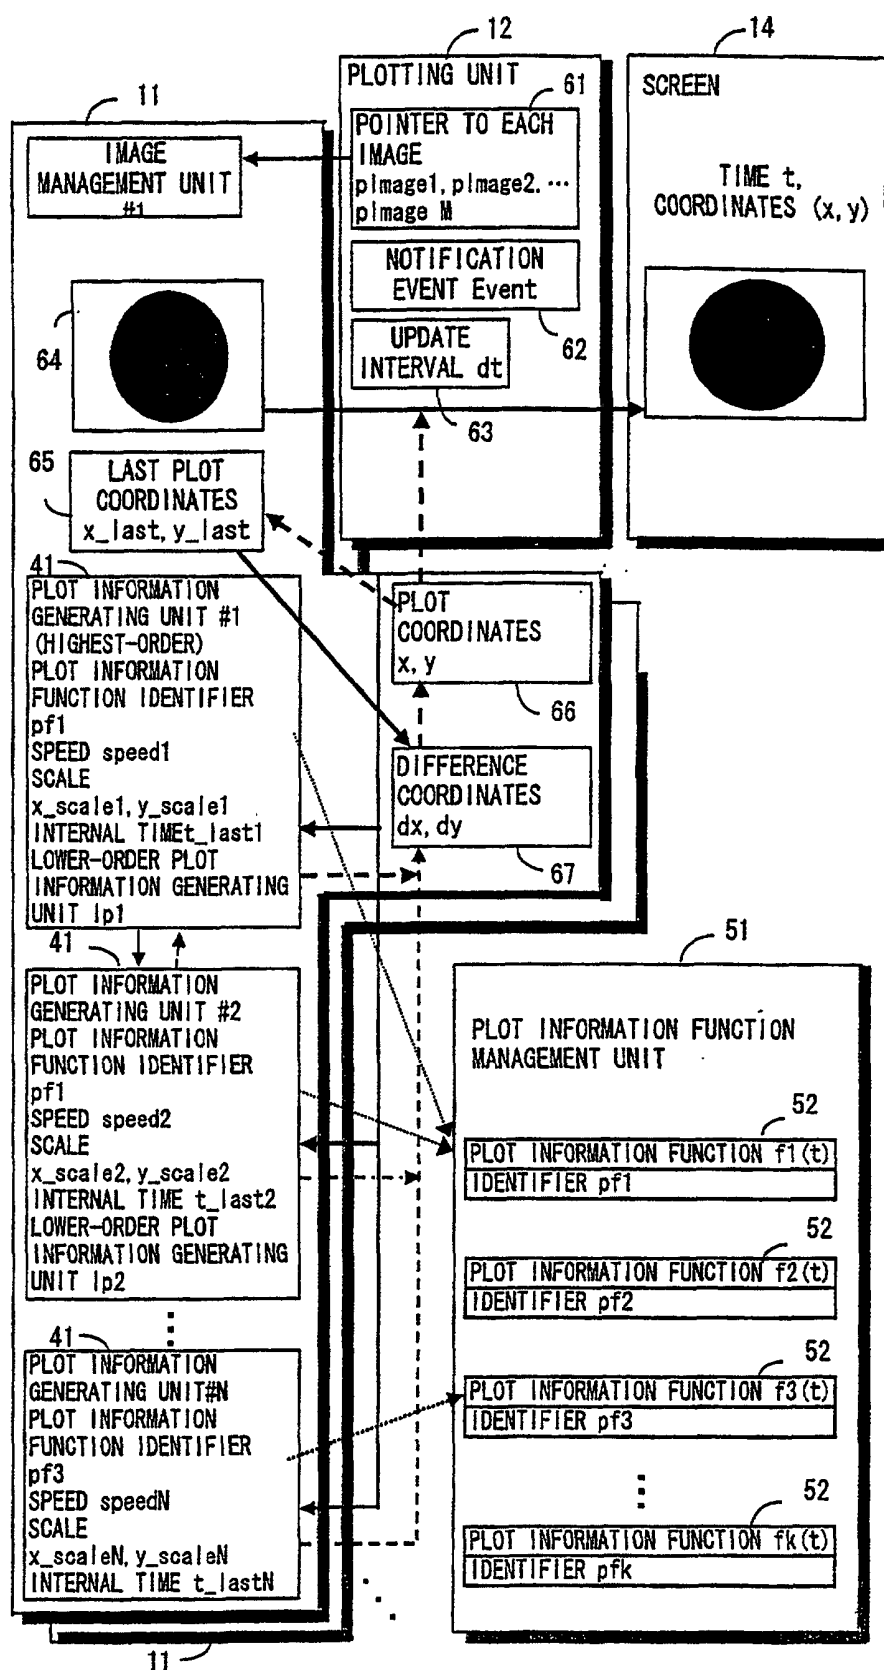 12
14
PLOTTING UNIT
61
SCREEN
11
POINTER TO EACH
IMAGE
pImage1, pImage2. ...
pImage M
IMAGE
MANAGEMENT UNIT
#1
TIME t,
COORDINATES (x, y)
NOTIFICATION
EVENT Event
62
UPDATE
INTERVAL dt
63
64
65
LAST PLOT
COORDINATES
x_last, y_last
41
PLOT INFORMATION
GENERATING UNIT #1
(HIGHEST-ORDER)
PLOT INFORMATION
FUNCTION IDENTIFIER
pf1
SPEED speed1
SCALE
x_scale1, y_scale1
INTERNAL TIMEt_last1
LOWER-ORDER PLOT
INFORMATION GENERATING
UNIT lp1
PLOT
COORDINATES
x, y
66
DIFFERENCE
COORDINATES
dx, dy
67
41
PLOT INFORMATION
GENERATING UNIT #2
PLOT INFORMATION
FUNCTION IDENTIFIER
pf1
SPEED speed2
SCALE
x_scale2, y_scale2
INTERNAL TIME t_last2
LOWER-ORDER PLOT
INFORMATION GENERATING
UNIT lp2
41
PLOT INFORMATION
GENERATING UNIT#N
PLOT INFORMATION
FUNCTION IDENTIFIER
pf3
SPEED speedN
SCALE
x_scaleN, y_scaleN
INTERNAL TIME t_lastN
11
51
PLOT INFORMATION FUNCTION
MANAGEMENT UNIT
52
PLOT INFORMATION FUNCTION f1(t)
IDENTIFIER pf1
52
PLOT INFORMATION FUNCTION f2(t)
IDENTIFIER pf2
52
PLOT INFORMATION FUNCTION f3(t)
IDENTIFIER pf3
52
PLOT INFORMATION FUNCTION fk(t)
IDENTIFIER pfk